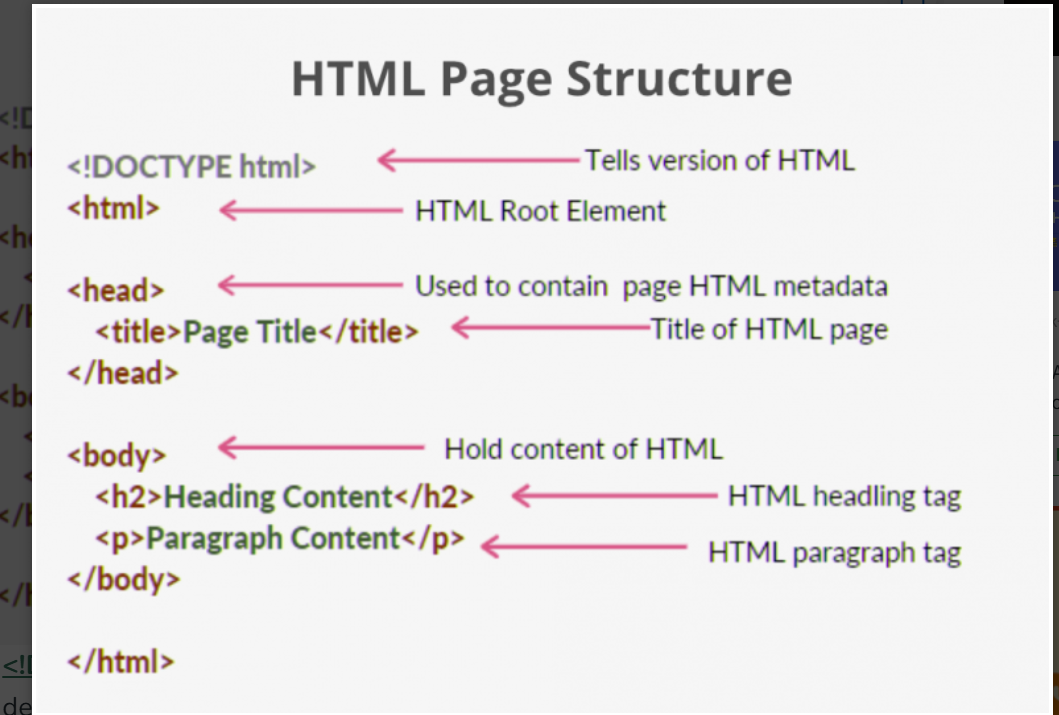 HTML Page Structure
<!DOCTYPE html> Tells version of HTML
<html> HTML Root Element
<head> Used to contain page HTML metadata
<title>Page Title</title> Title of HTML page
</head>
<body> Hold content of HTML
<h2>Heading Content</h2> HTML headling tag
<p>Paragraph Content</p> HTML paragraph tag
</body>
</html>